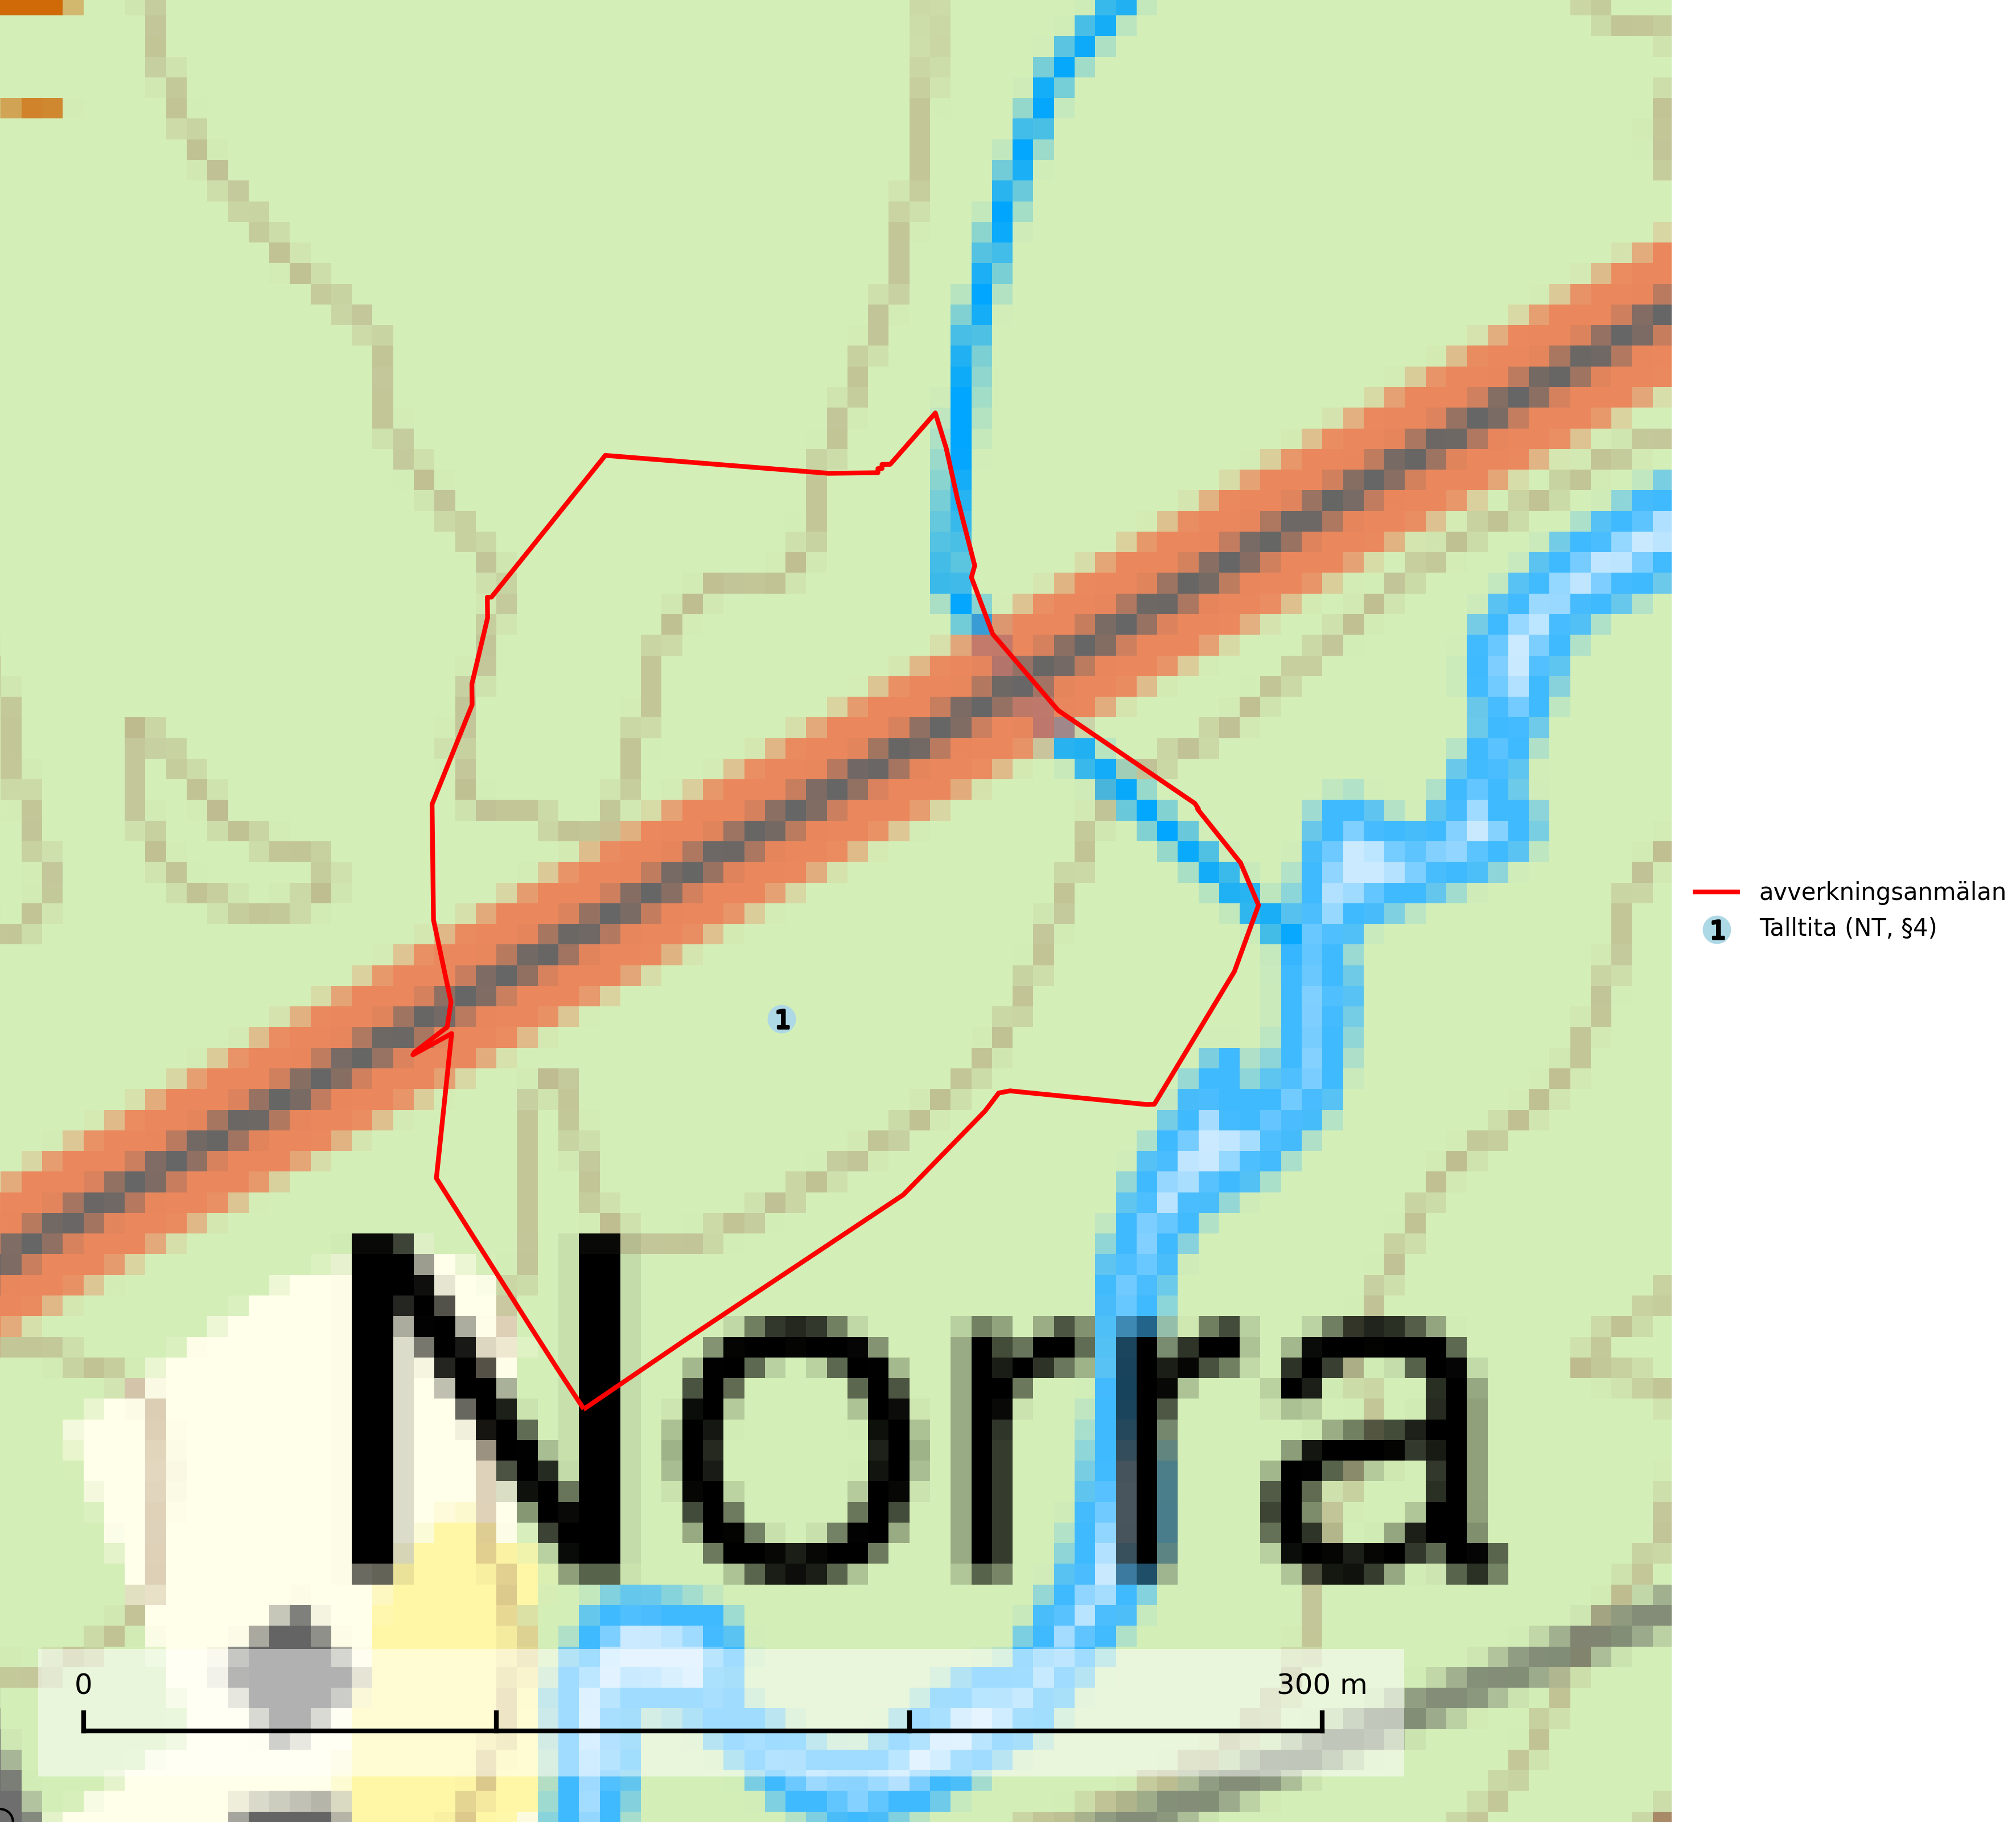 avverkningsanmälan
1 Talltita (NT, §4)
1
Norra
0 300 m